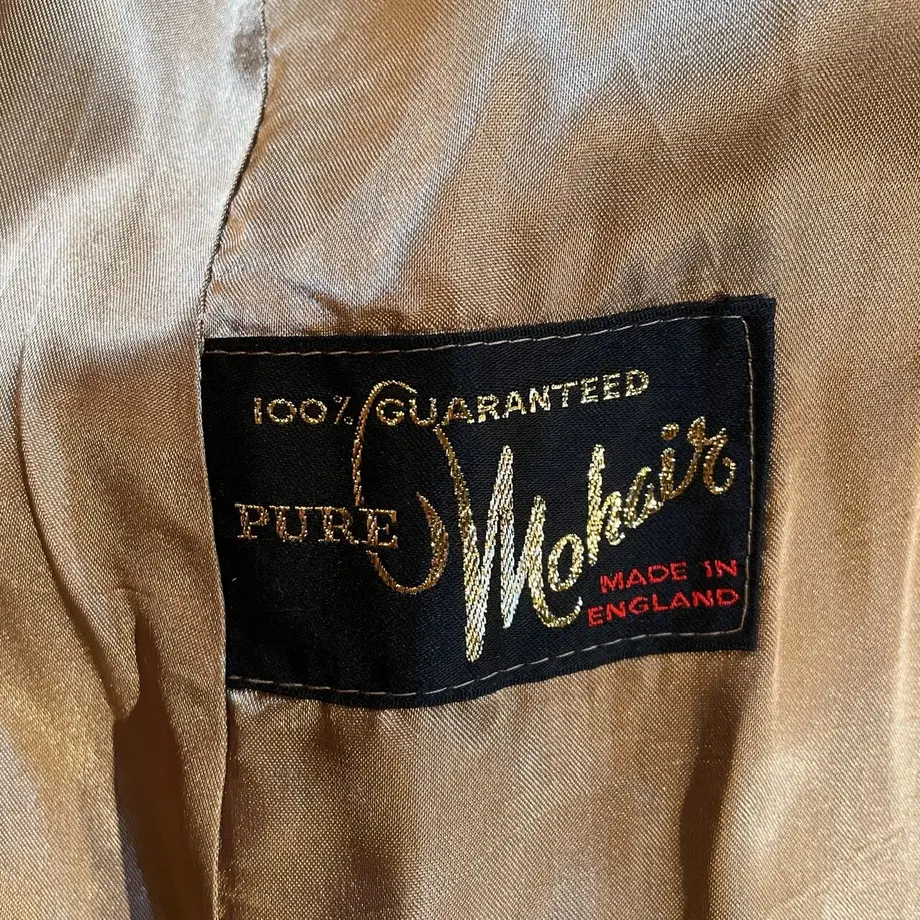 100% GUARANTEED
PURE Mohair
MADE IN
ENGLAND